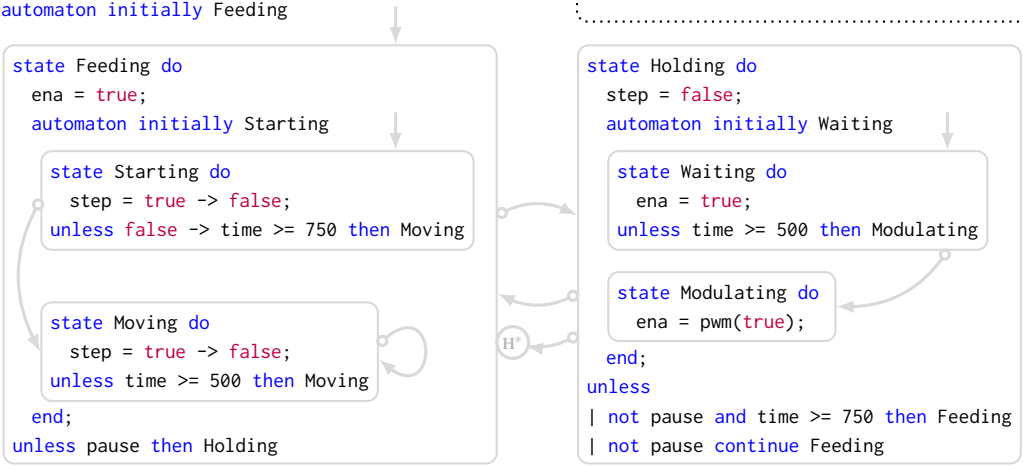 automaton initially Feeding
state Feeding do
ena = true;
automaton initially Starting
state Starting do
step = true -> false;
unless false -> time >= 750 then Moving
state Moving do
step = true -> false;
unless time >= 500 then Moving
end;
unless pause then Holding
H*
state Holding do
step = false;
automaton initially Waiting
state Waiting do
ena = true;
unless time >= 500 then Modulating
state Modulating do
ena = pwm(true);
end;
unless
| not pause and time >= 750 then Feeding
| not pause continue Feeding